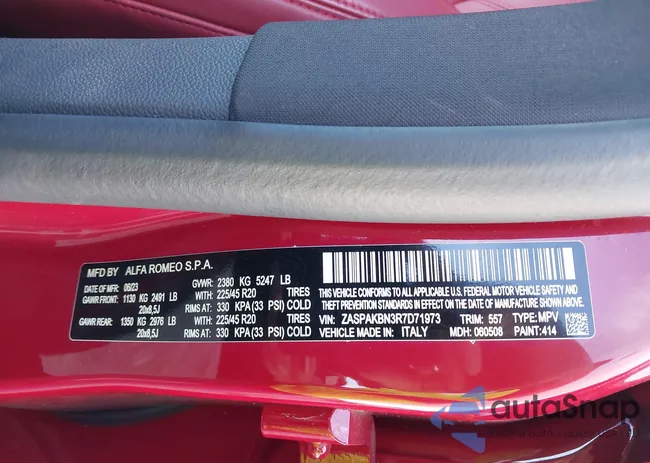 MFD BY ALFA ROMEO S.P.A.
DATE OF MFR 06/23 GVWR: 2380 KG 5247 LB
GAWR FRONT: 1130 KG 2491 LB WITH 225/45 R20 TIRES
20x8,5J RIMS AT 330 KPA (33 PSI) COLD
GAWR REAR: 1350 KG 2976 LB WITH 225/45 R20 TIRES
20x8,5J RIMS AT 330 KPA (33 PSI) COLD
THIS VEHICLE CONFORMS TO ALL APPLICABLE U.S. FEDERAL MOTOR VEHICLE SAFETY AND
THEFT PREVENTION STANDARDS IN EFFECT ON THE DATE OF MANUFACTURE SHOWN ABOVE.
VIN: ZASPAKBN3R7D71973 TRIM: 557 TYPE: MPV
VEHICLE MADE IN: ITALY MDH: 060508 PAINT: 414
autoSnap